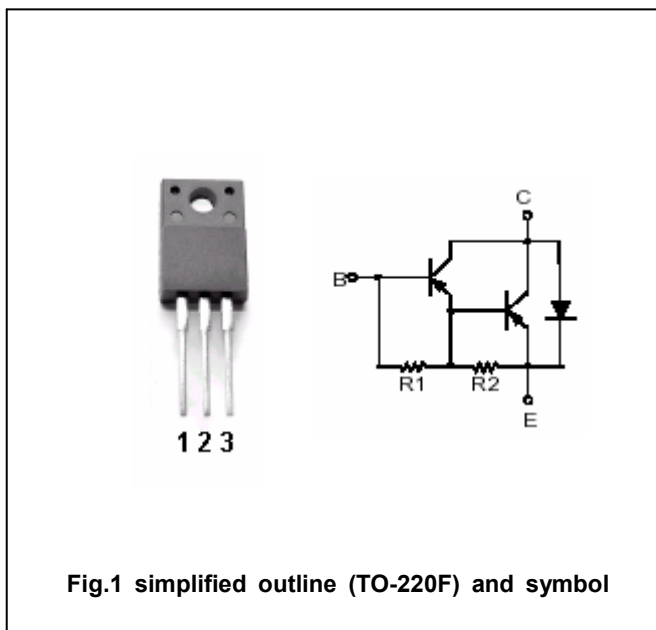 C
B
R1 R2
E
1 2 3
Fig.1 simplified outline (TO-220F) and symbol